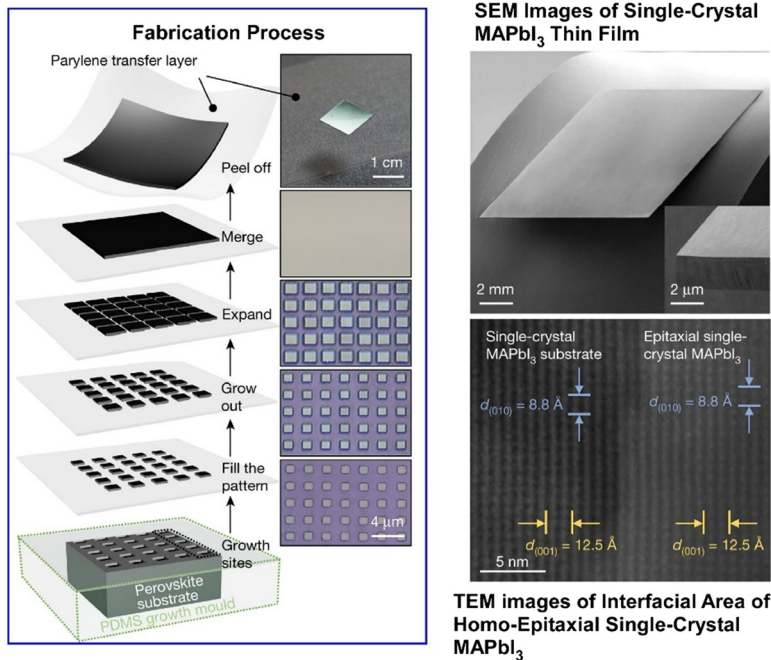 Fabrication Process
Parylene transfer layer
1 cm
Peel off
Merge
Expand
Grow
out
Fill the
pattern
4 μm
Growth
sites
Perovskite
substrate
PDMS growth mould
SEM Images of Single-Crystal
MAPbI₃ Thin Film
2 mm
2 μm
Single-crystal
MAPbI₃ substrate
Epitaxial single-
crystal MAPbI₃
d(010) = 8.8 Å
d(010) = 8.8 Å
d(001) = 12.5 Å
d(001) = 12.5 Å
5 nm
TEM images of Interfacial Area of
Homo-Epitaxial Single-Crystal
MAPbI₃